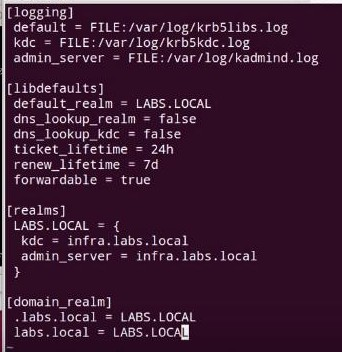 [logging]
 default = FILE:/var/log/krb5libs.log
 kdc = FILE:/var/log/krb5kdc.log
 admin_server = FILE:/var/log/kadmind.log

[libdefaults]
 default_realm = LABS.LOCAL
 dns_lookup_realm = false
 dns_lookup_kdc = false
 ticket_lifetime = 24h
 renew_lifetime = 7d
 forwardable = true

[realms]
 LABS.LOCAL = {
  kdc = infra.labs.local
  admin_server = infra.labs.local
 }

[domain_realm]
 .labs.local = LABS.LOCAL
 labs.local = LABS.LOCAL
~